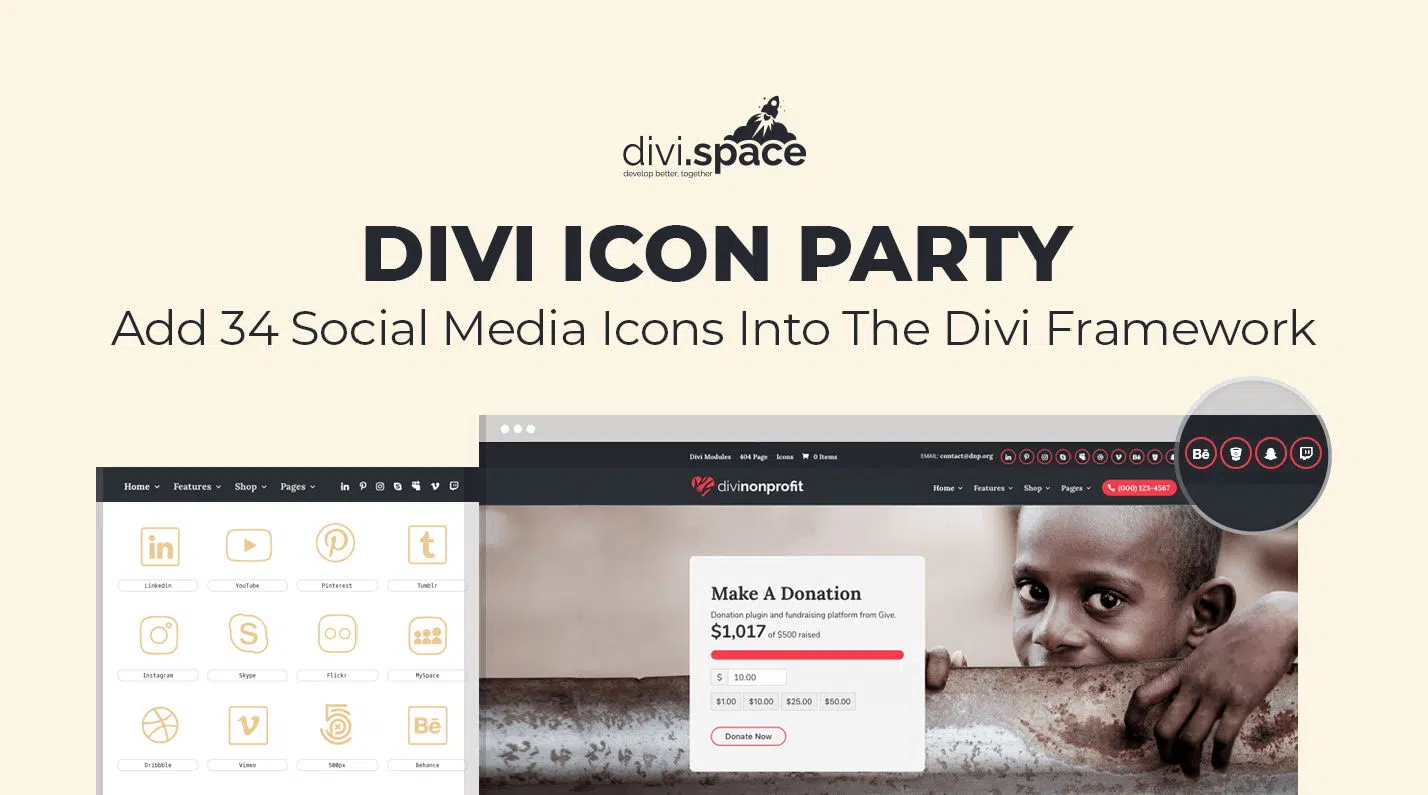 divi.space
develop better, together
DIVI ICON PARTY
Add 34 Social Media Icons Into The Divi Framework
Divi Modules 404 Page Icons 0 Items
EMAIL: contact@dnp.org
divinonprofit
Home Features Shop Pages (000) 123-4567
Bē
Make A Donation
Donation plugin and fundraising platform from Give.
$1,017 of $500 raised
$ 10.00
$1.00 $10.00 $25.00 $50.00
Donate Now
Home Features Shop Pages
in
t
LinkedIn YouTube Pinterest Tumblr
S
Instagram Skype Flickr MySpace
5
Bē
Dribbble Vimeo 500px Behance